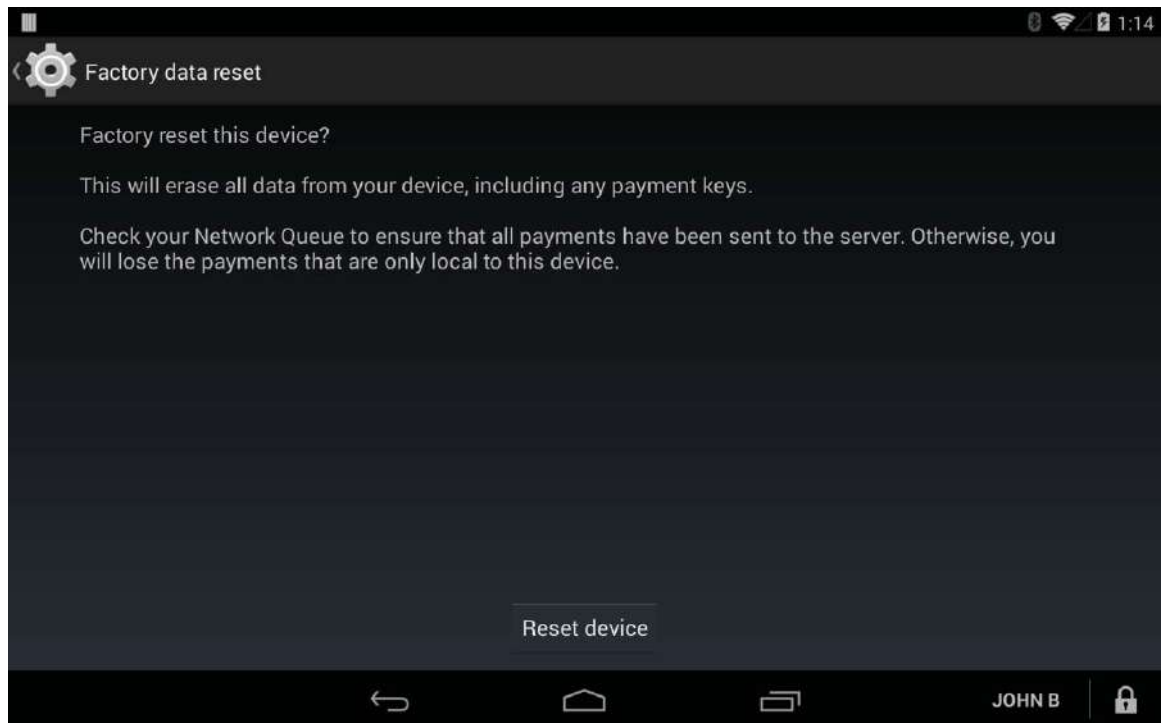 1:14
Factory data reset
Factory reset this device?
This will erase all data from your device, including any payment keys.
Check your Network Queue to ensure that all payments have been sent to the server. Otherwise, you
will lose the payments that are only local to this device.
Reset device
JOHN B